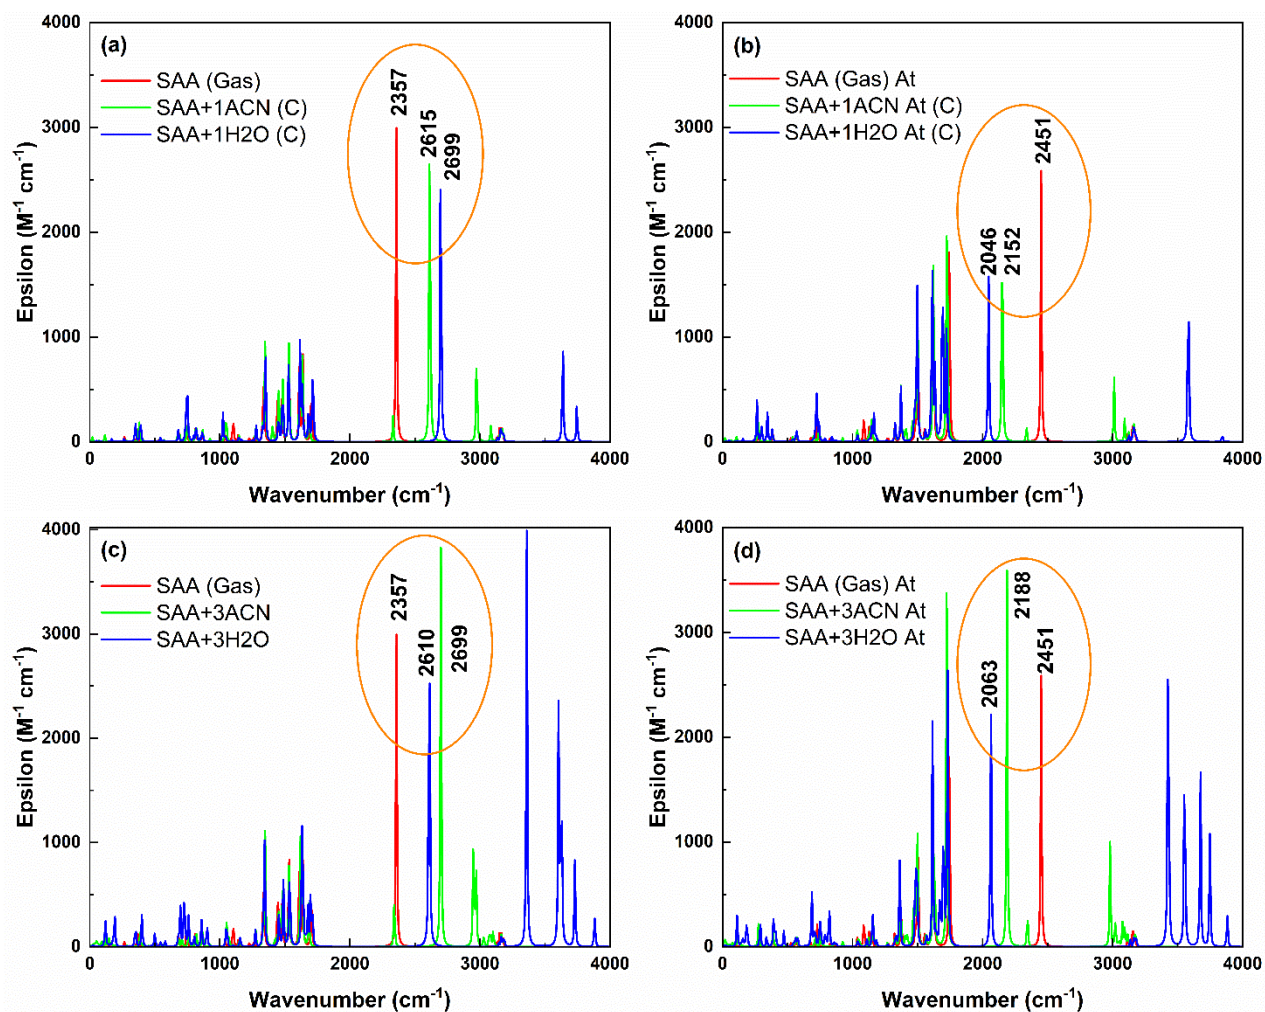 (a)
SAA (Gas)
SAA+1ACN (C)
SAA+1H2O (C)
2357
2615
2699
4000
3000
2000
1000
0
0 1000 2000 3000 4000
Epsilon (M⁻¹ cm⁻¹)
Wavenumber (cm⁻¹)
(b)
SAA (Gas) At
SAA+1ACN At (C)
SAA+1H2O At (C)
2046
2152
2451
4000
3000
2000
1000
0
0 1000 2000 3000 4000
Epsilon (M⁻¹ cm⁻¹)
Wavenumber (cm⁻¹)
(c)
SAA (Gas)
SAA+3ACN
SAA+3H2O
2357
2610
2699
4000
3000
2000
1000
0
0 1000 2000 3000 4000
Epsilon (M⁻¹ cm⁻¹)
Wavenumber (cm⁻¹)
(d)
SAA (Gas) At
SAA+3ACN At
SAA+3H2O At
2063
2188
2451
4000
3000
2000
1000
0
0 1000 2000 3000 4000
Epsilon (M⁻¹ cm⁻¹)
Wavenumber (cm⁻¹)